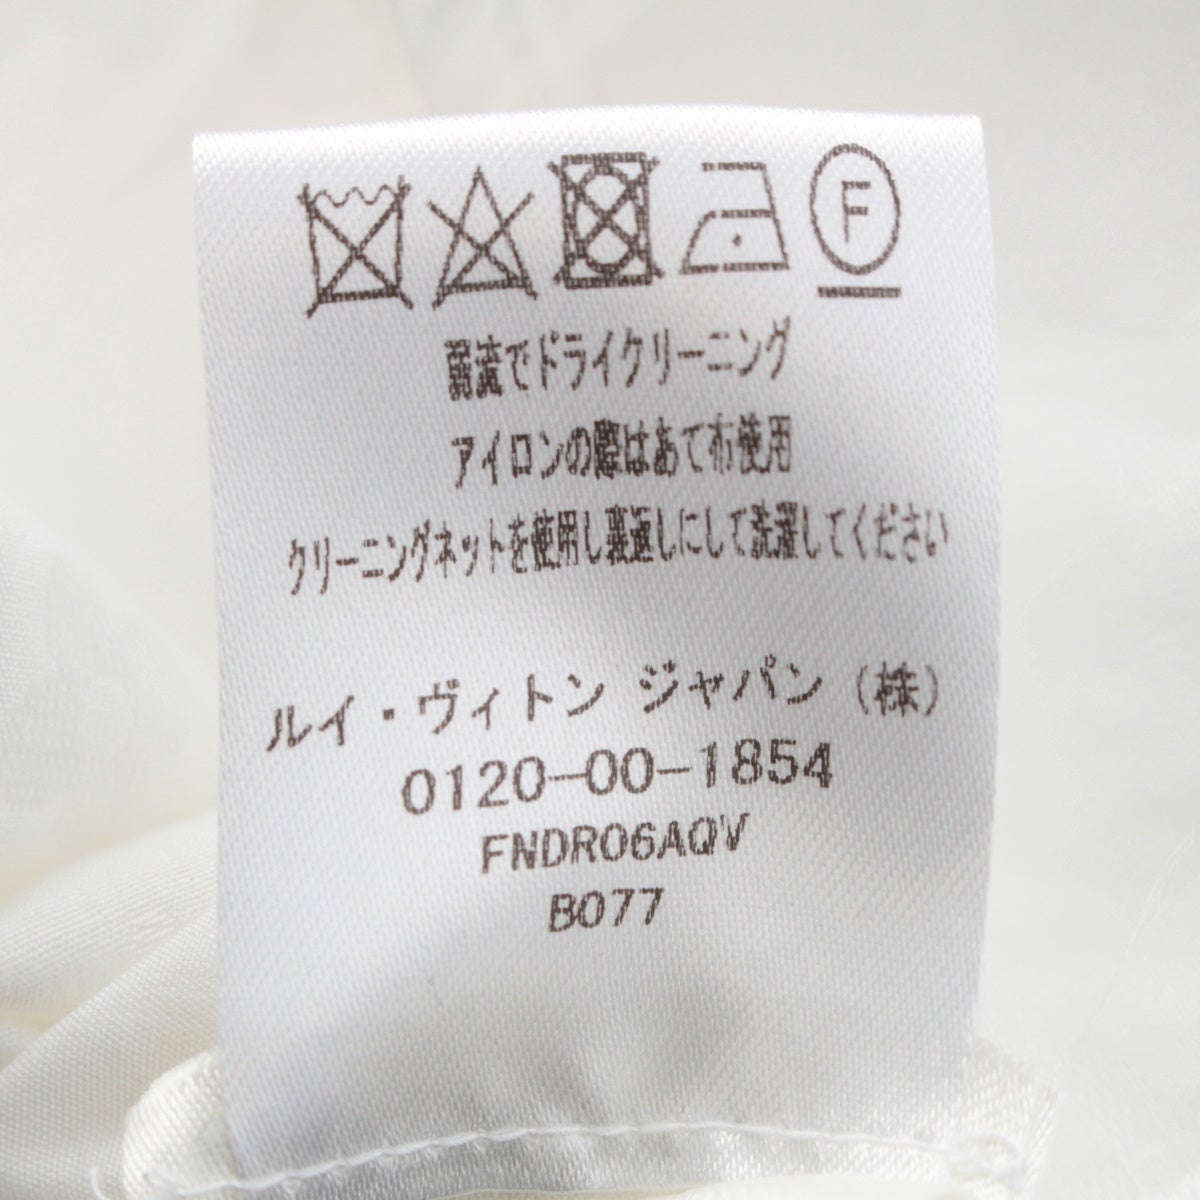 F
弱流でドライクリーニング
アイロンの際はあて布使用
クリーニングネットを使用し裏返しにして洗濯してください
ルイ・ヴィトン ジャパン (株)
0120-00-1854
FNDR06AQV
B077